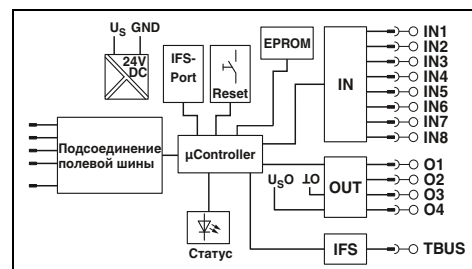 Us GND
24V
DC
IFS-
Port
Reset
EPROM
IN
IN1
IN2
IN3
IN4
IN5
IN6
IN7
IN8
Подсоединение
полевой шины
µController
UsO
⊥O
OUT
O1
O2
O3
O4
Статус
IFS
TBUS